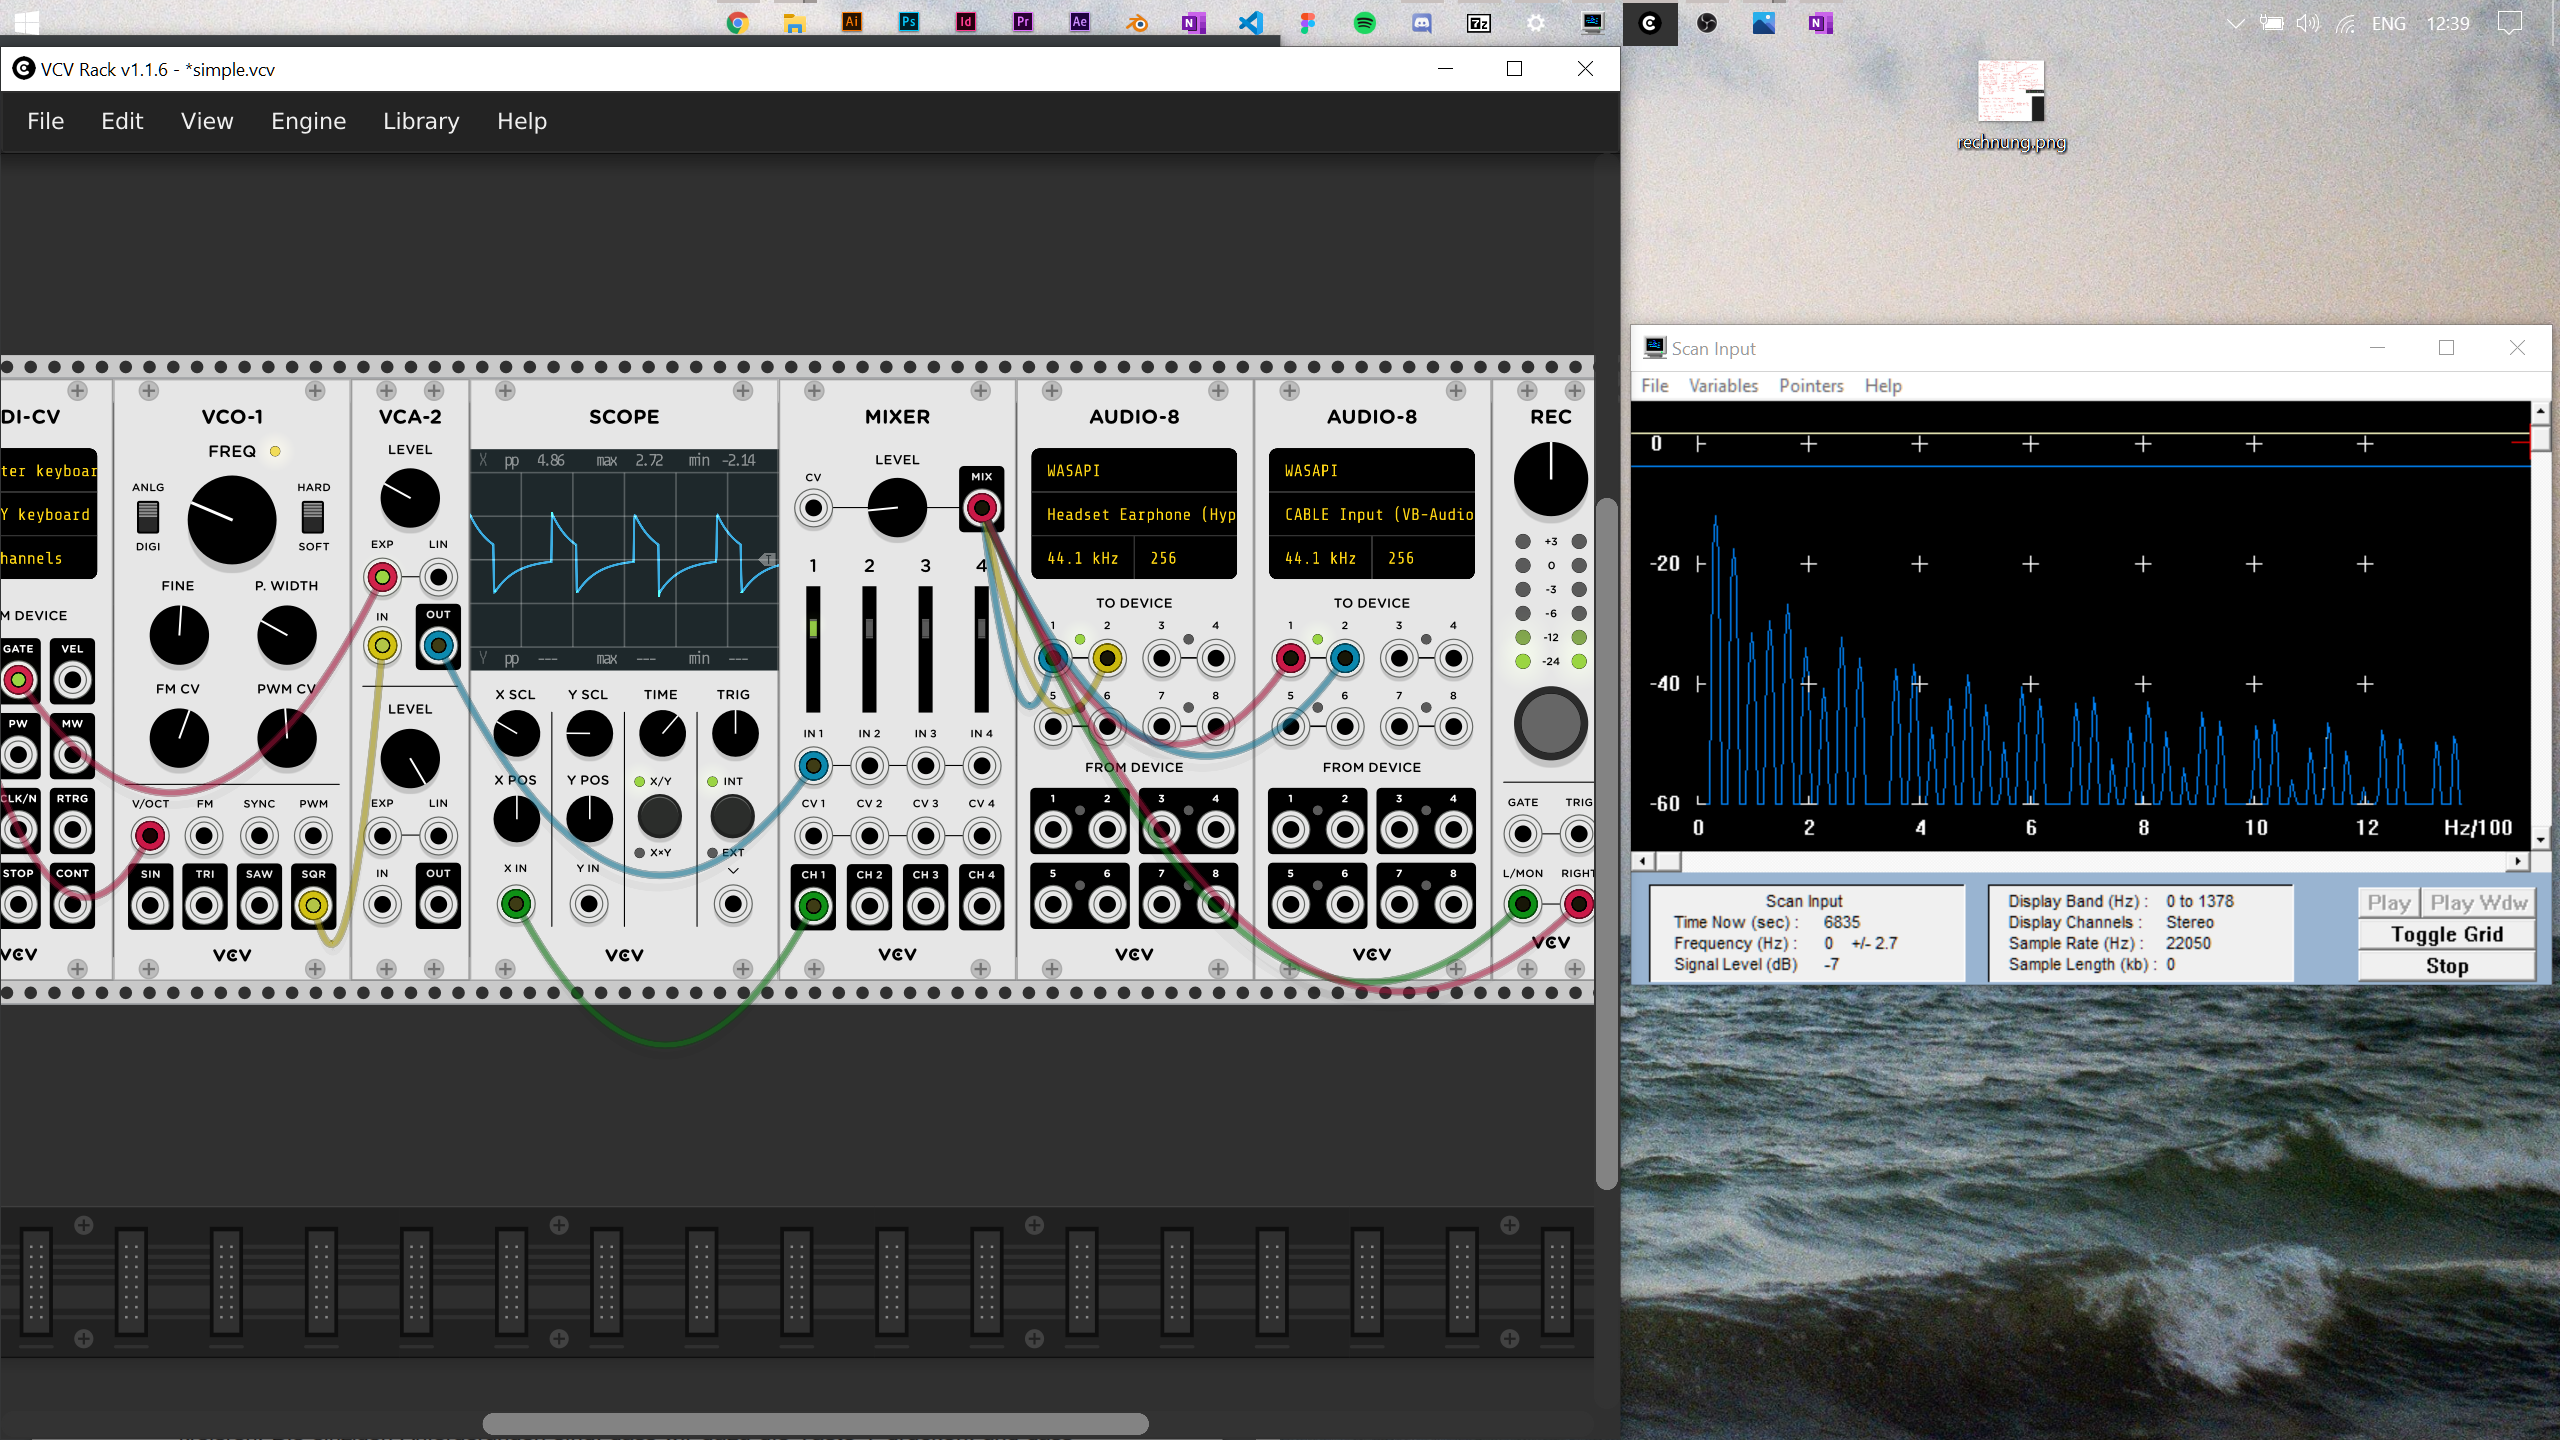 ENG 12:39
VCV Rack v1.1.6 - *simple.vcv
File Edit View Engine Library Help
rechnung.png
DI-CV
ter keyboar
Y keyboard
hannels
M DEVICE
GATE VEL
PW MW
CLK/N RTRG
STOP CONT
VCV
VCO-1
FREQ
ANLG HARD
DIGI SOFT
FINE P. WIDTH
FM CV PWM CV
V/OCT FM SYNC PWM
SIN TRI SAW SQR
VCV
VCA-2
LEVEL
EXP LIN
IN OUT
LEVEL
EXP LIN
IN OUT
SCOPE
X pp 4.86 max 2.72 min -2.14
T
Y pp --- max --- min ---
X SCL Y SCL TIME TRIG
X POS Y POS X/Y INT
X×Y EXT
X IN Y IN
VCV
MIXER
LEVEL
CV MIX
1 2 3 4
IN 1 IN 2 IN 3 IN 4
CV 1 CV 2 CV 3 CV 4
CH 1 CH 2 CH 3 CH 4
VCV
AUDIO-8
WASAPI
Headset Earphone (Hyp
44.1 kHz 256
TO DEVICE
1 2 3 4
5 6 7 8
FROM DEVICE
1 2 3 4
5 6 7 8
VCV
AUDIO-8
WASAPI
CABLE Input (VB-Audio
44.1 kHz 256
TO DEVICE
1 2 3 4
5 6 7 8
FROM DEVICE
1 2 3 4
5 6 7 8
VCV
REC
+3
0
-3
-6
-12
-24
GATE TRIG
L/MON RIGHT
VCV
Scan Input
File Variables Pointers Help
0
-20
-40
-60
0 2 4 6 8 10 12 Hz/100
Scan Input
Time Now (sec) : 6835
Frequency (Hz) : 0 +/- 2.7
Signal Level (dB) -7
Display Band (Hz) : 0 to 1378
Display Channels : Stereo
Sample Rate (Hz) : 22050
Sample Length (kb) : 0
Play Play Wdw
Toggle Grid
Stop